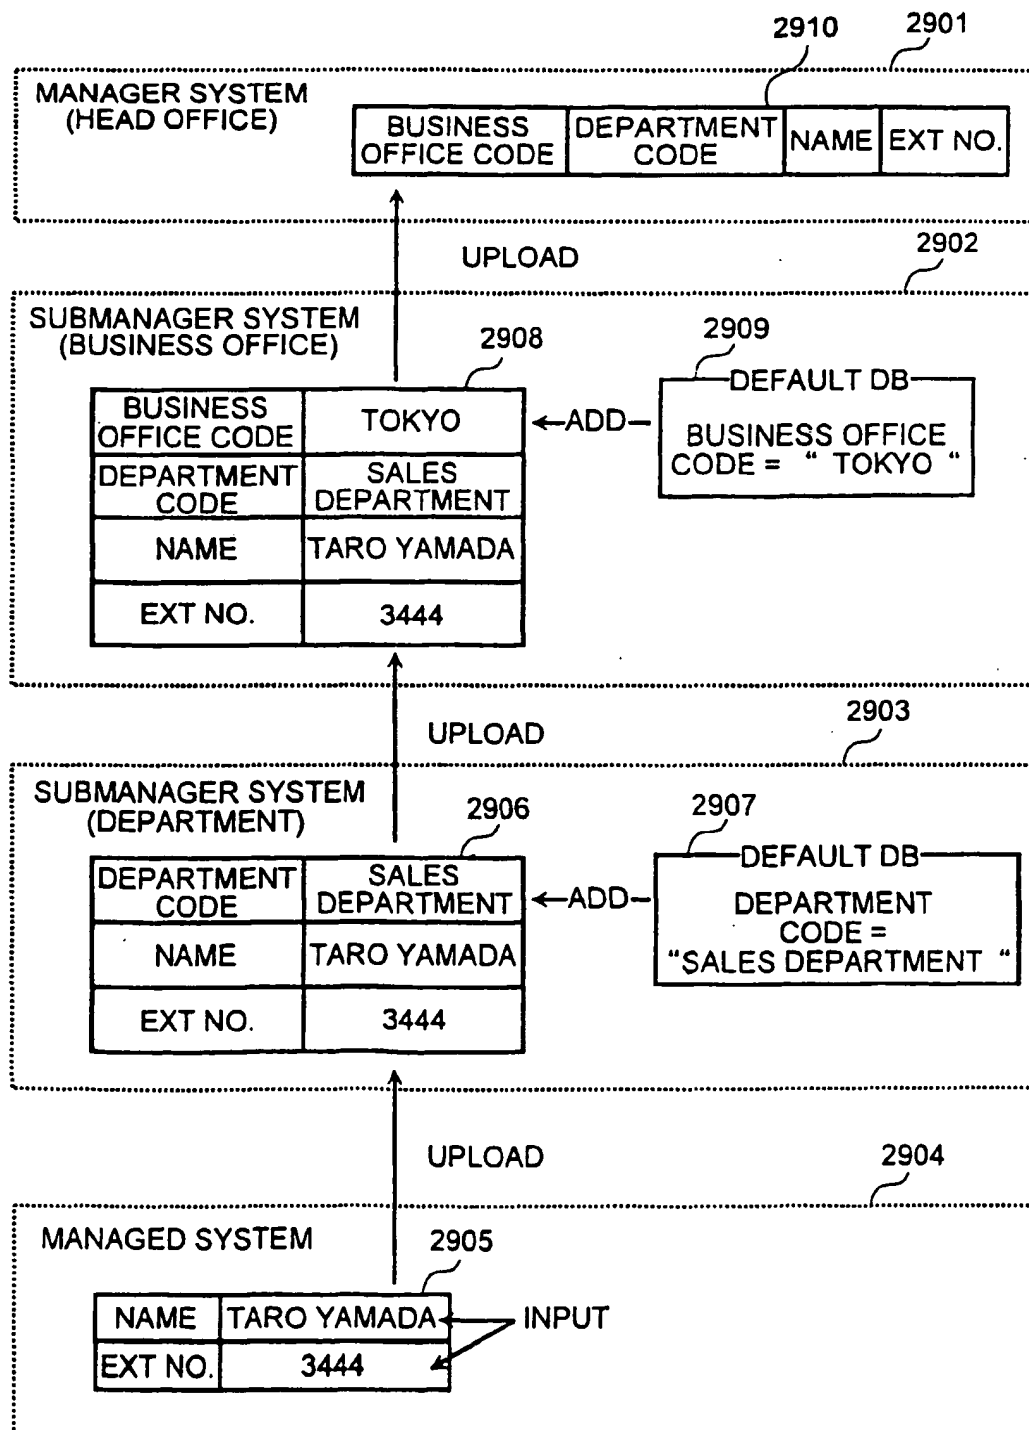 2910
2901
MANAGER SYSTEM
(HEAD OFFICE)
BUSINESS
OFFICE CODE
DEPARTMENT
CODE
NAME
EXT NO.
UPLOAD
2902
SUBMANAGER SYSTEM
(BUSINESS OFFICE)
2908
2909
BUSINESS
OFFICE CODE
TOKYO
ADD
DEFAULT DB
BUSINESS OFFICE
CODE = “ TOKYO “
DEPARTMENT
CODE
SALES
DEPARTMENT
NAME
TARO YAMADA
EXT NO.
3444
UPLOAD
2903
SUBMANAGER SYSTEM
(DEPARTMENT)
2906
2907
DEPARTMENT
CODE
SALES
DEPARTMENT
ADD
DEFAULT DB
DEPARTMENT
CODE =
“SALES DEPARTMENT “
NAME
TARO YAMADA
EXT NO.
3444
UPLOAD
2904
MANAGED SYSTEM
2905
NAME
TARO YAMADA
INPUT
EXT NO.
3444